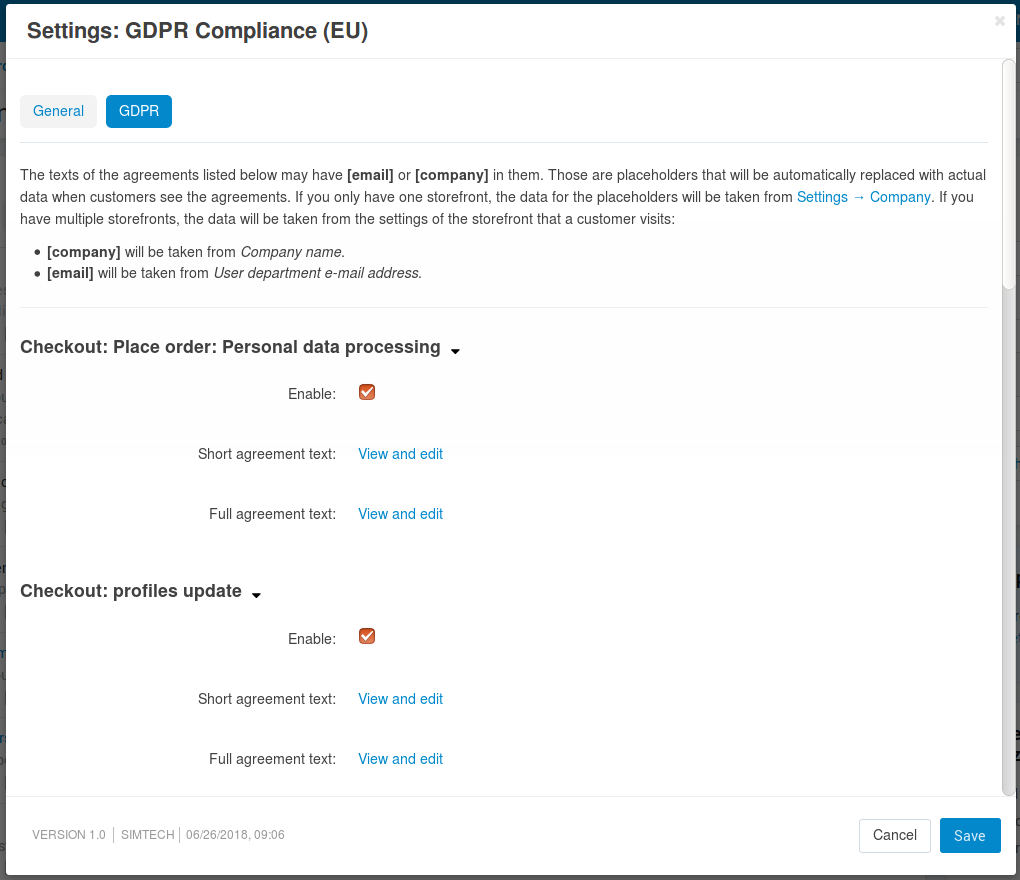 Settings: GDPR Compliance (EU)
General
GDPR
The texts of the agreements listed below may have [email] or [company] in them. Those are placeholders that will be automatically replaced with actual
data when customers see the agreements. If you only have one storefront, the data for the placeholders will be taken from Settings → Company. If you
have multiple storefronts, the data will be taken from the settings of the storefront that a customer visits:
• [company] will be taken from Company name.
• [email] will be taken from User department e-mail address.
Checkout: Place order: Personal data processing
Enable:
Short agreement text: View and edit
Full agreement text: View and edit
Checkout: profiles update
Enable:
Short agreement text: View and edit
Full agreement text: View and edit
VERSION 1.0 | SIMTECH | 06/26/2018, 09:06
Cancel
Save